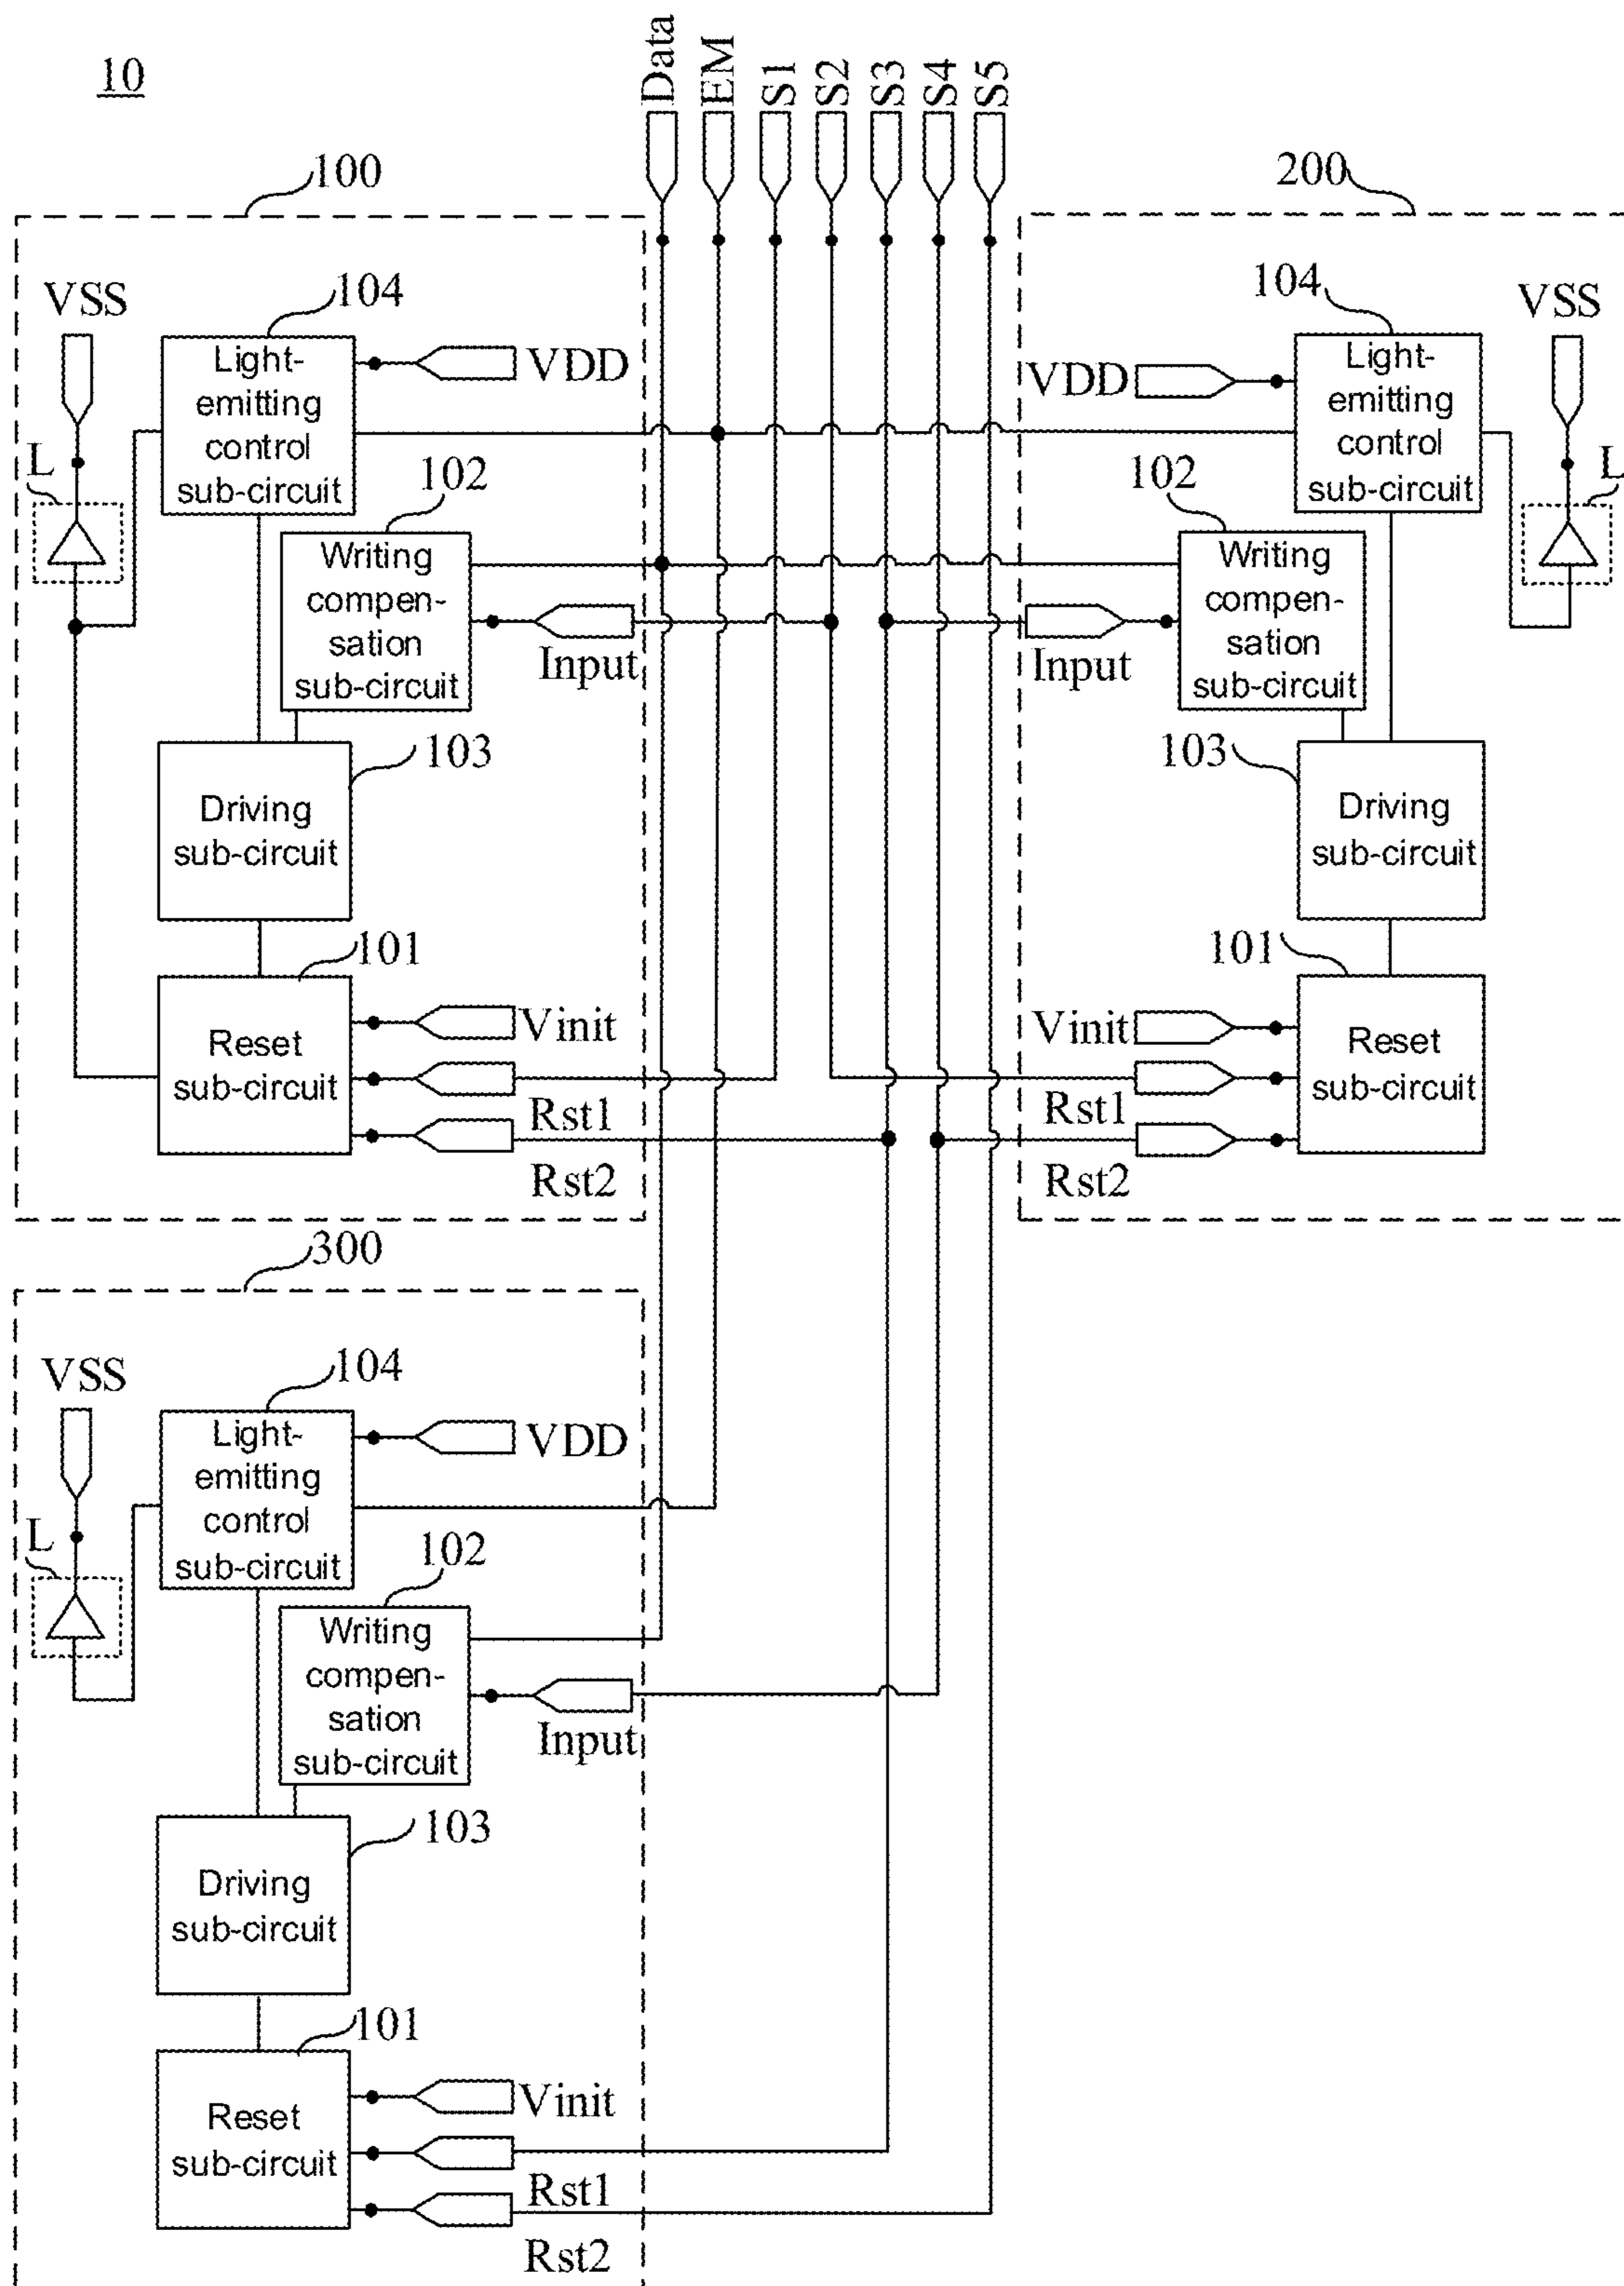 10
Data
EM
S1
S2
S3
S4
S5
100
200
VSS
104
Light-
emitting
control
sub-circuit
VDD
L
102
Writing
compen-
sation
sub-circuit
Input
103
Driving
sub-circuit
101
Reset
sub-circuit
Vinit
Rst1
Rst2
104
VSS
VDD
Light-
emitting
control
sub-circuit
L
102
Writing
compen-
sation
sub-circuit
Input
103
Driving
sub-circuit
101
Vinit
Reset
sub-circuit
Rst1
Rst2
300
VSS
104
Light-
emitting
control
sub-circuit
VDD
L
102
Writing
compen-
sation
sub-circuit
Input
103
Driving
sub-circuit
101
Reset
sub-circuit
Vinit
Rst1
Rst2